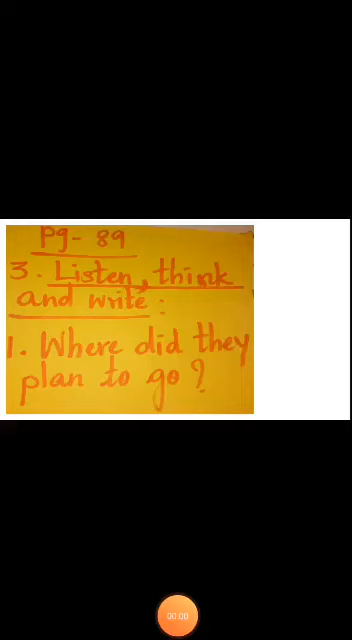 Pg- 89
3. Listen, think
and write:
1. Where did they
plan to go?
00:00